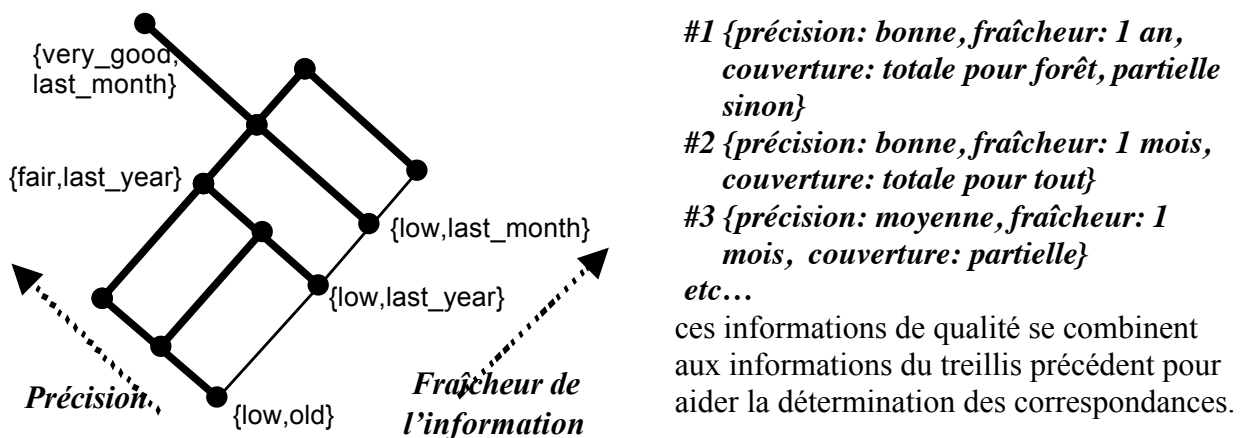 {very_good,
last_month}
{fair,last_year}
{low,last_month}
{low,last_year}
Précision
{low,old}
Fraîcheur de
l'information
#1 {précision: bonne, fraîcheur: 1 an,
couverture: totale pour forêt, partielle
sinon}
#2 {précision: bonne, fraîcheur: 1 mois,
couverture: totale pour tout}
#3 {précision: moyenne, fraîcheur: 1
mois, couverture: partielle}
etc…
ces informations de qualité se combinent
aux informations du treillis précédent pour
aider la détermination des correspondances.